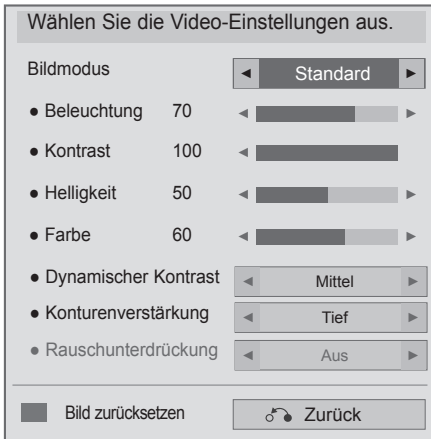 Wählen Sie die Video-Einstellungen aus.
Bildmodus Standard
● Beleuchtung 70
● Kontrast 100
● Helligkeit 50
● Farbe 60
● Dynamischer Kontrast Mittel
● Konturenverstärkung Tief
● Rauschunterdrückung Aus
Bild zurücksetzen Zurück